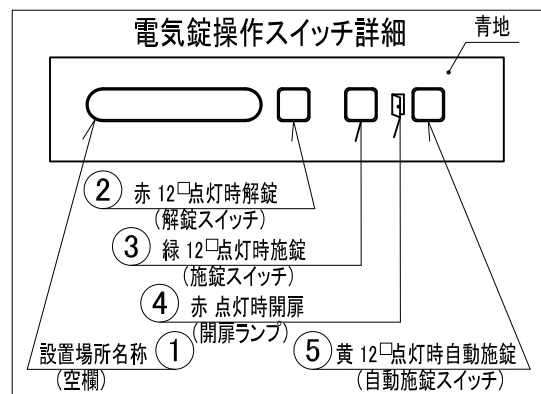 電気錠操作スイッチ詳細
青地
② 赤 12□点灯時解錠
(解錠スイッチ)
③ 緑 12□点灯時施錠
(施錠スイッチ)
④ 赤 点灯時開扉
(開扉ランプ)
設置場所名称 ①
(空欄)
⑤ 黄 12□点灯時自動施錠
(自動施錠スイッチ)